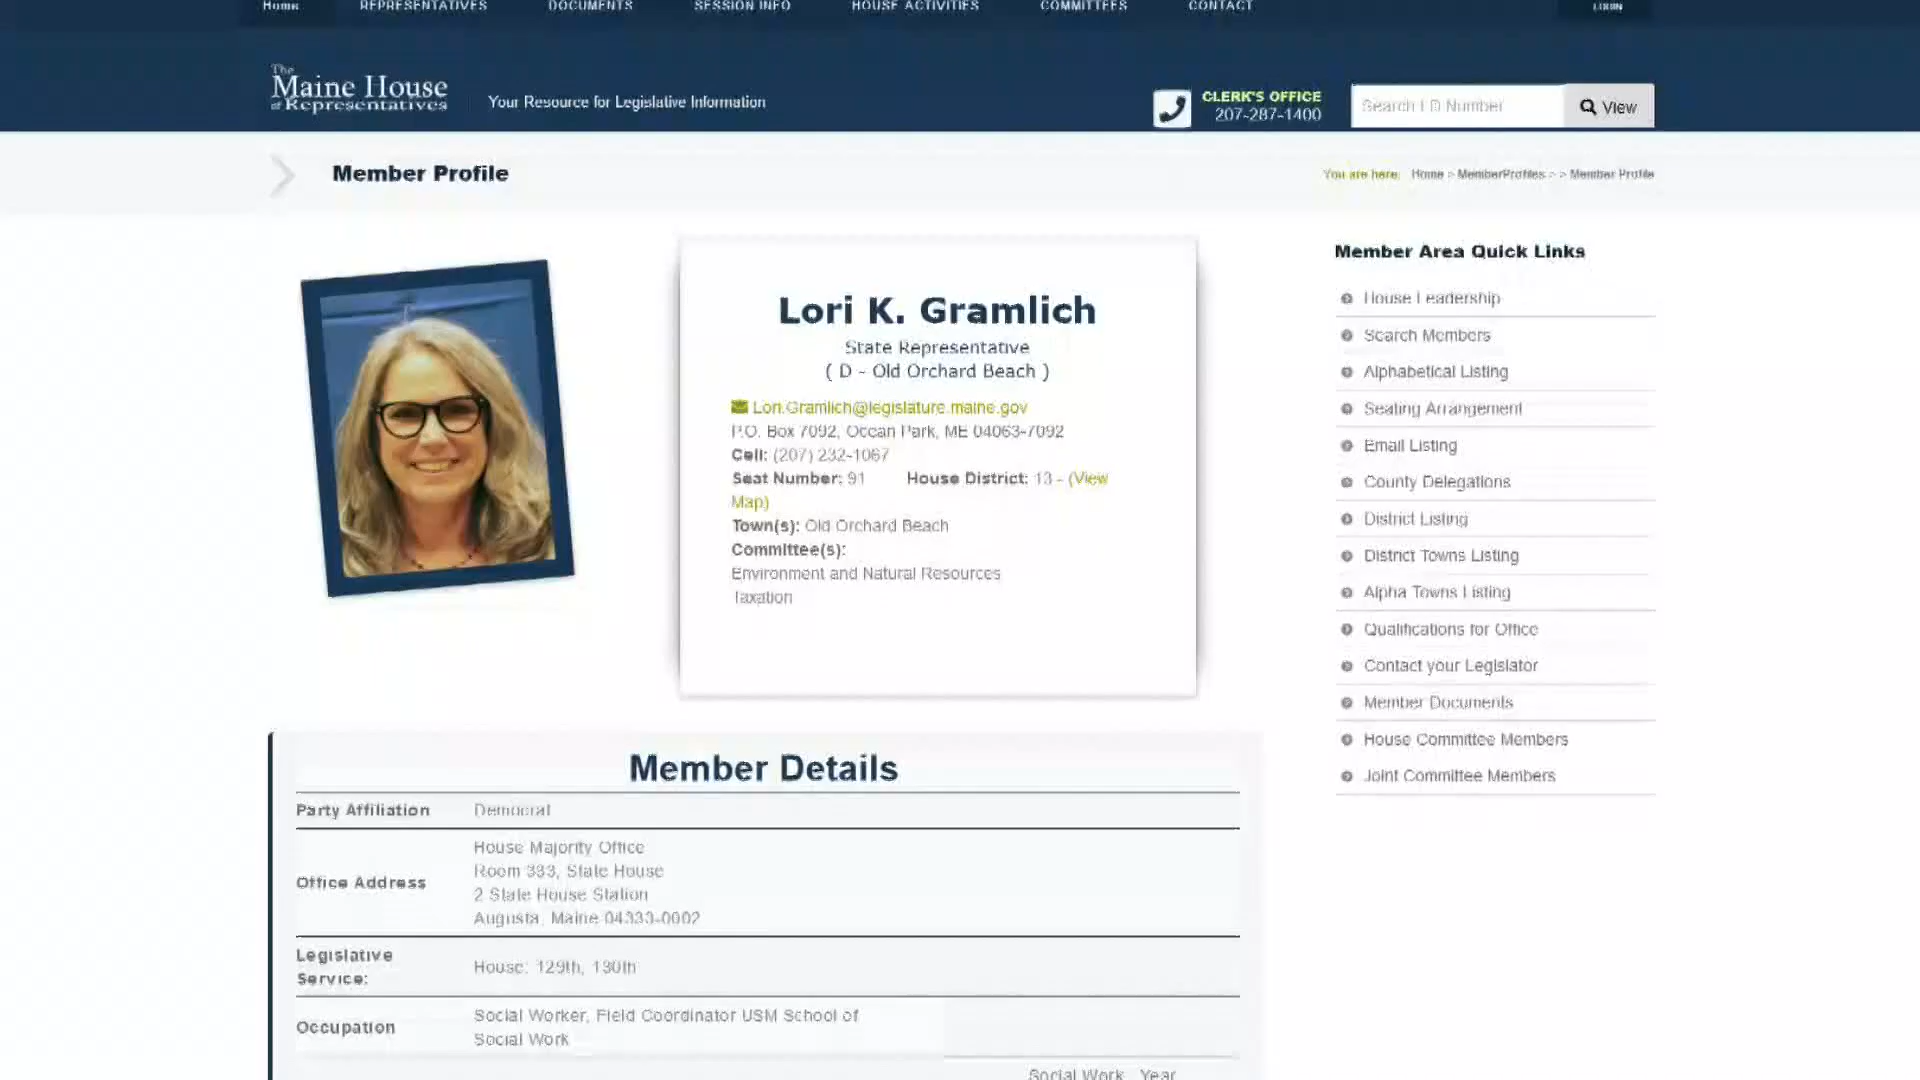 Home REPRESENTATIVES DOCUMENTS SESSION INFO HOUSE ACTIVITIES COMMITTEES CONTACT LOGIN
The
Maine House
of Representatives
Your Resource for Legislative Information
CLERK'S OFFICE
207-287-1400
Search LD Number
View
Member Profile
You are here: Home > MemberProfiles > > Member Profile
Lori K. Gramlich
State Representative
( D - Old Orchard Beach )
Lori.Gramlich@legislature.maine.gov
P.O. Box 7092, Ocean Park, ME 04063-7092
Cell: (207) 232-1067
Seat Number: 91 House District: 13 - (View
Map)
Town(s): Old Orchard Beach
Committee(s):
Environment and Natural Resources
Taxation
Member Area Quick Links
House Leadership
Search Members
Alphabetical Listing
Seating Arrangement
Email Listing
County Delegations
District Listing
District Towns Listing
Alpha Towns Listing
Qualifications for Office
Contact your Legislator
Member Documents
House Committee Members
Joint Committee Members
Member Details
Party Affiliation Democrat
Office Address
House Majority Office
Room 333, State House
2 State House Station
Augusta, Maine 04333-0002
Legislative
Service:
House: 129th, 130th
Occupation
Social Worker, Field Coordinator USM School of
Social Work
Social Work, Year